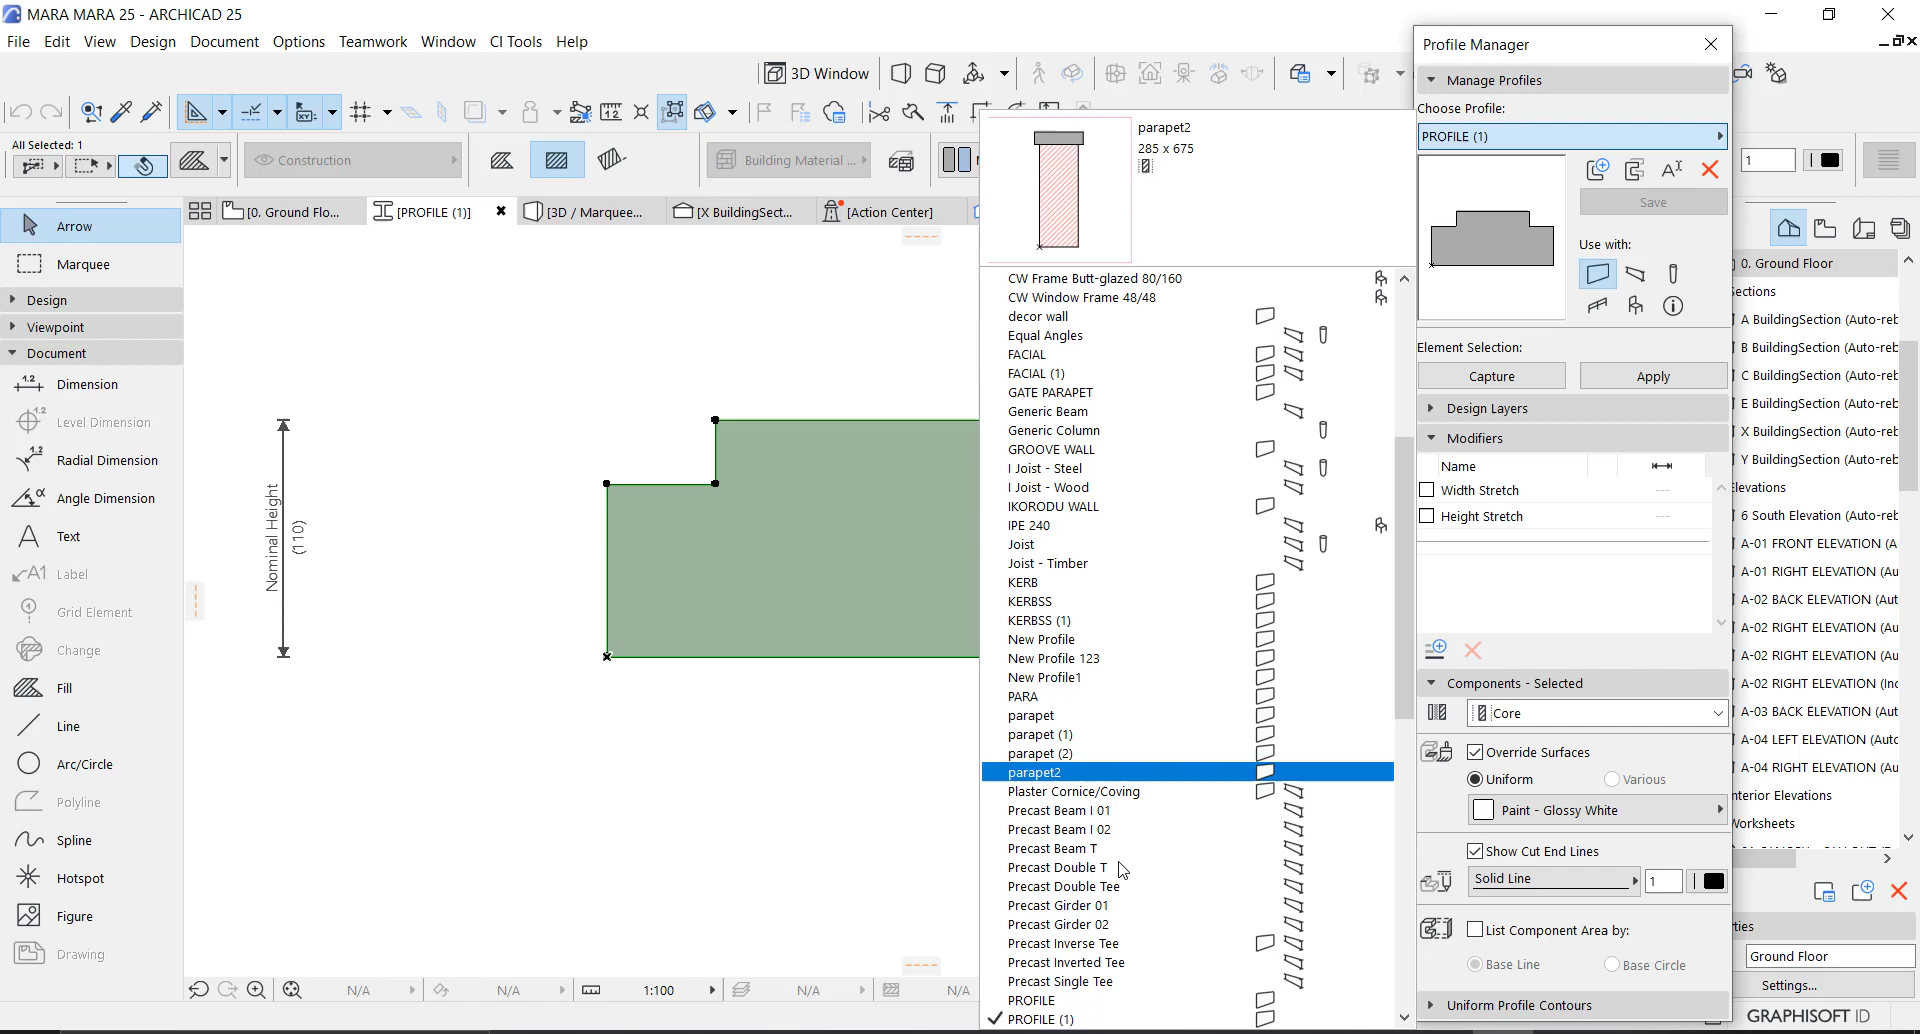 MARA MARA 25 - ARCHICAD 25
File Edit View Design Document Options Teamwork Window CI Tools Help
3D Window
All Selected: 1
Construction
Building Material ...
1
[0. Ground Flo...
[PROFILE (1)]
[3D / Marquee...
[X BuildingSect...
[Action Center]
Arrow
Marquee
Design
Viewpoint
Document
Dimension
Level Dimension
Radial Dimension
Angle Dimension
Text
Label
Grid Element
Change
Fill
Line
Arc/Circle
Polyline
Spline
Hotspot
Figure
Drawing
Nominal Height
(110)
N/A
N/A
1:100
N/A
N/A
parapet2
285 x 675
CW Frame Butt-glazed 80/160
CW Window Frame 48/48
decor wall
Equal Angles
FACIAL
FACIAL (1)
GATE PARAPET
Generic Beam
Generic Column
GROOVE WALL
I Joist - Steel
I Joist - Wood
IKORODU WALL
IPE 240
Joist
Joist - Timber
KERB
KERBSS
KERBSS (1)
New Profile
New Profile 123
New Profile1
PARA
parapet
parapet (1)
parapet (2)
parapet2
Plaster Cornice/Coving
Precast Beam I 01
Precast Beam I 02
Precast Beam T
Precast Double T
Precast Double Tee
Precast Girder 01
Precast Girder 02
Precast Inverse Tee
Precast Inverted Tee
Precast Single Tee
PROFILE
PROFILE (1)
Profile Manager
Manage Profiles
Choose Profile:
PROFILE (1)
Save
Use with:
Element Selection:
Capture
Apply
Design Layers
Modifiers
Name
Width Stretch ---
Height Stretch ---
Components - Selected
Core
Override Surfaces
Uniform
Various
Paint - Glossy White
Show Cut End Lines
Solid Line
1
List Component Area by:
Base Line
Base Circle
Uniform Profile Contours
0. Ground Floor
Sections
A BuildingSection (Auto-reb
B BuildingSection (Auto-reb
C BuildingSection (Auto-reb
E BuildingSection (Auto-reb
X BuildingSection (Auto-reb
Y BuildingSection (Auto-reb
Elevations
6 South Elevation (Auto-reb
A-01 FRONT ELEVATION (A
A-01 RIGHT ELEVATION (Au
A-02 BACK ELEVATION (Aut
A-02 RIGHT ELEVATION (Au
A-02 RIGHT ELEVATION (Au
A-02 RIGHT ELEVATION (Inc
A-03 BACK ELEVATION (Aut
A-04 LEFT ELEVATION (Autc
A-04 RIGHT ELEVATION (Au
nterior Elevations
Worksheets
ties
Ground Floor
Settings...
GRAPHISOFT ID